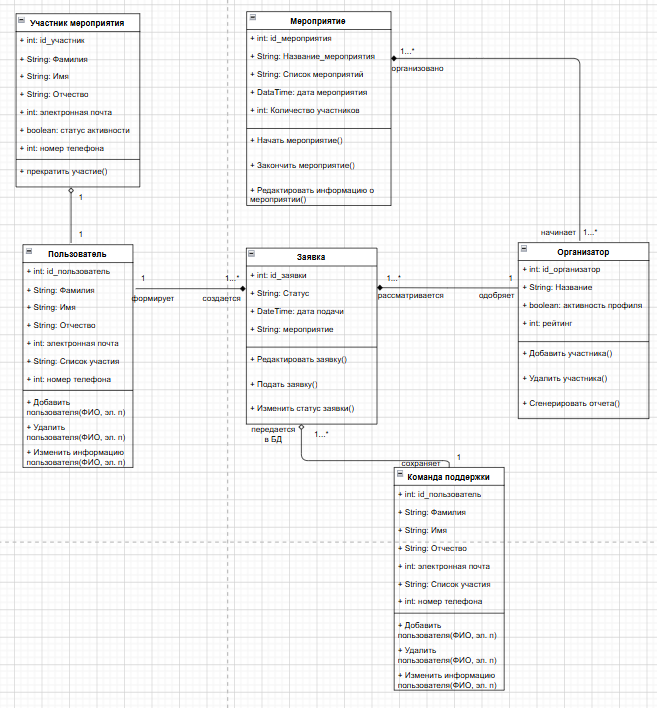 Участник мероприятия
+ int: id_участник
+ String: Фамилия
+ String: Имя
+ String: Отчество
+ int: электронная почта
+ boolean: статус активности
+ int: номер телефона
+ прекратить участие()
1
1
Мероприятие
+ int: id_мероприятия
+ String: Название_мероприятия
+ String: Список мероприятий
+ DataTime: дата мероприятия
+ int: Количество участников
+ Начать мероприятие()
+ Закончить мероприятие()
+ Редактировать информацию о
мероприятии()
1...*
организовано
начинает
1...*
Пользователь
+ int: id_пользователь
+ String: Фамилия
+ String: Имя
+ String: Отчество
+ int: электронная почта
+ String: Список участия
+ int: номер телефона
+ Добавить
пользователя(ФИО, эл. п)
+ Удалить
пользователя(ФИО, эл. п)
+ Изменить информацию
пользователя(ФИО, эл. п)
1
формирует
1...*
создается
Заявка
+ int: id_заявки
+ String: Статус
+ DateTime: дата подачи
+ String: мероприятие
+ Редактировать заявку()
+ Подать заявку()
+ Изменить статус заявки()
1...*
рассматривается
1
одобряет
Организатор
+ int: id_организатор
+ String: Название
+ boolean: активность профиля
+ int: рейтинг
+ Добавить участника()
+ Удалить участника()
+ Сгенерировать отчета()
передается
в БД
1...*
1
сохраняет
Команда поддержки
+ int: id_пользователь
+ String: Фамилия
+ String: Имя
+ String: Отчество
+ int: электронная почта
+ String: Список участия
+ int: номер телефона
+ Добавить
пользователя(ФИО, эл. п)
+ Удалить
пользователя(ФИО, эл. п)
+ Изменить информацию
пользователя(ФИО, эл. п)